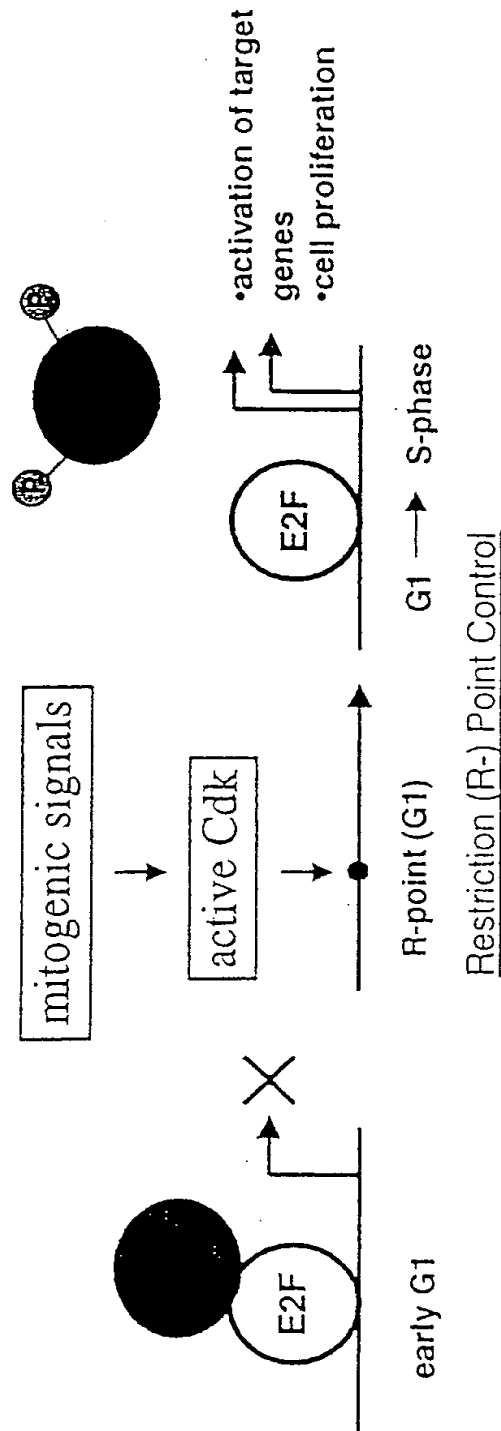 mitogenic signals
active Cdk
E2F
early G1
R-point (G1)
P
P
E2F
•activation of target
genes
•cell proliferation
G1 → S-phase
Restriction (R-) Point Control